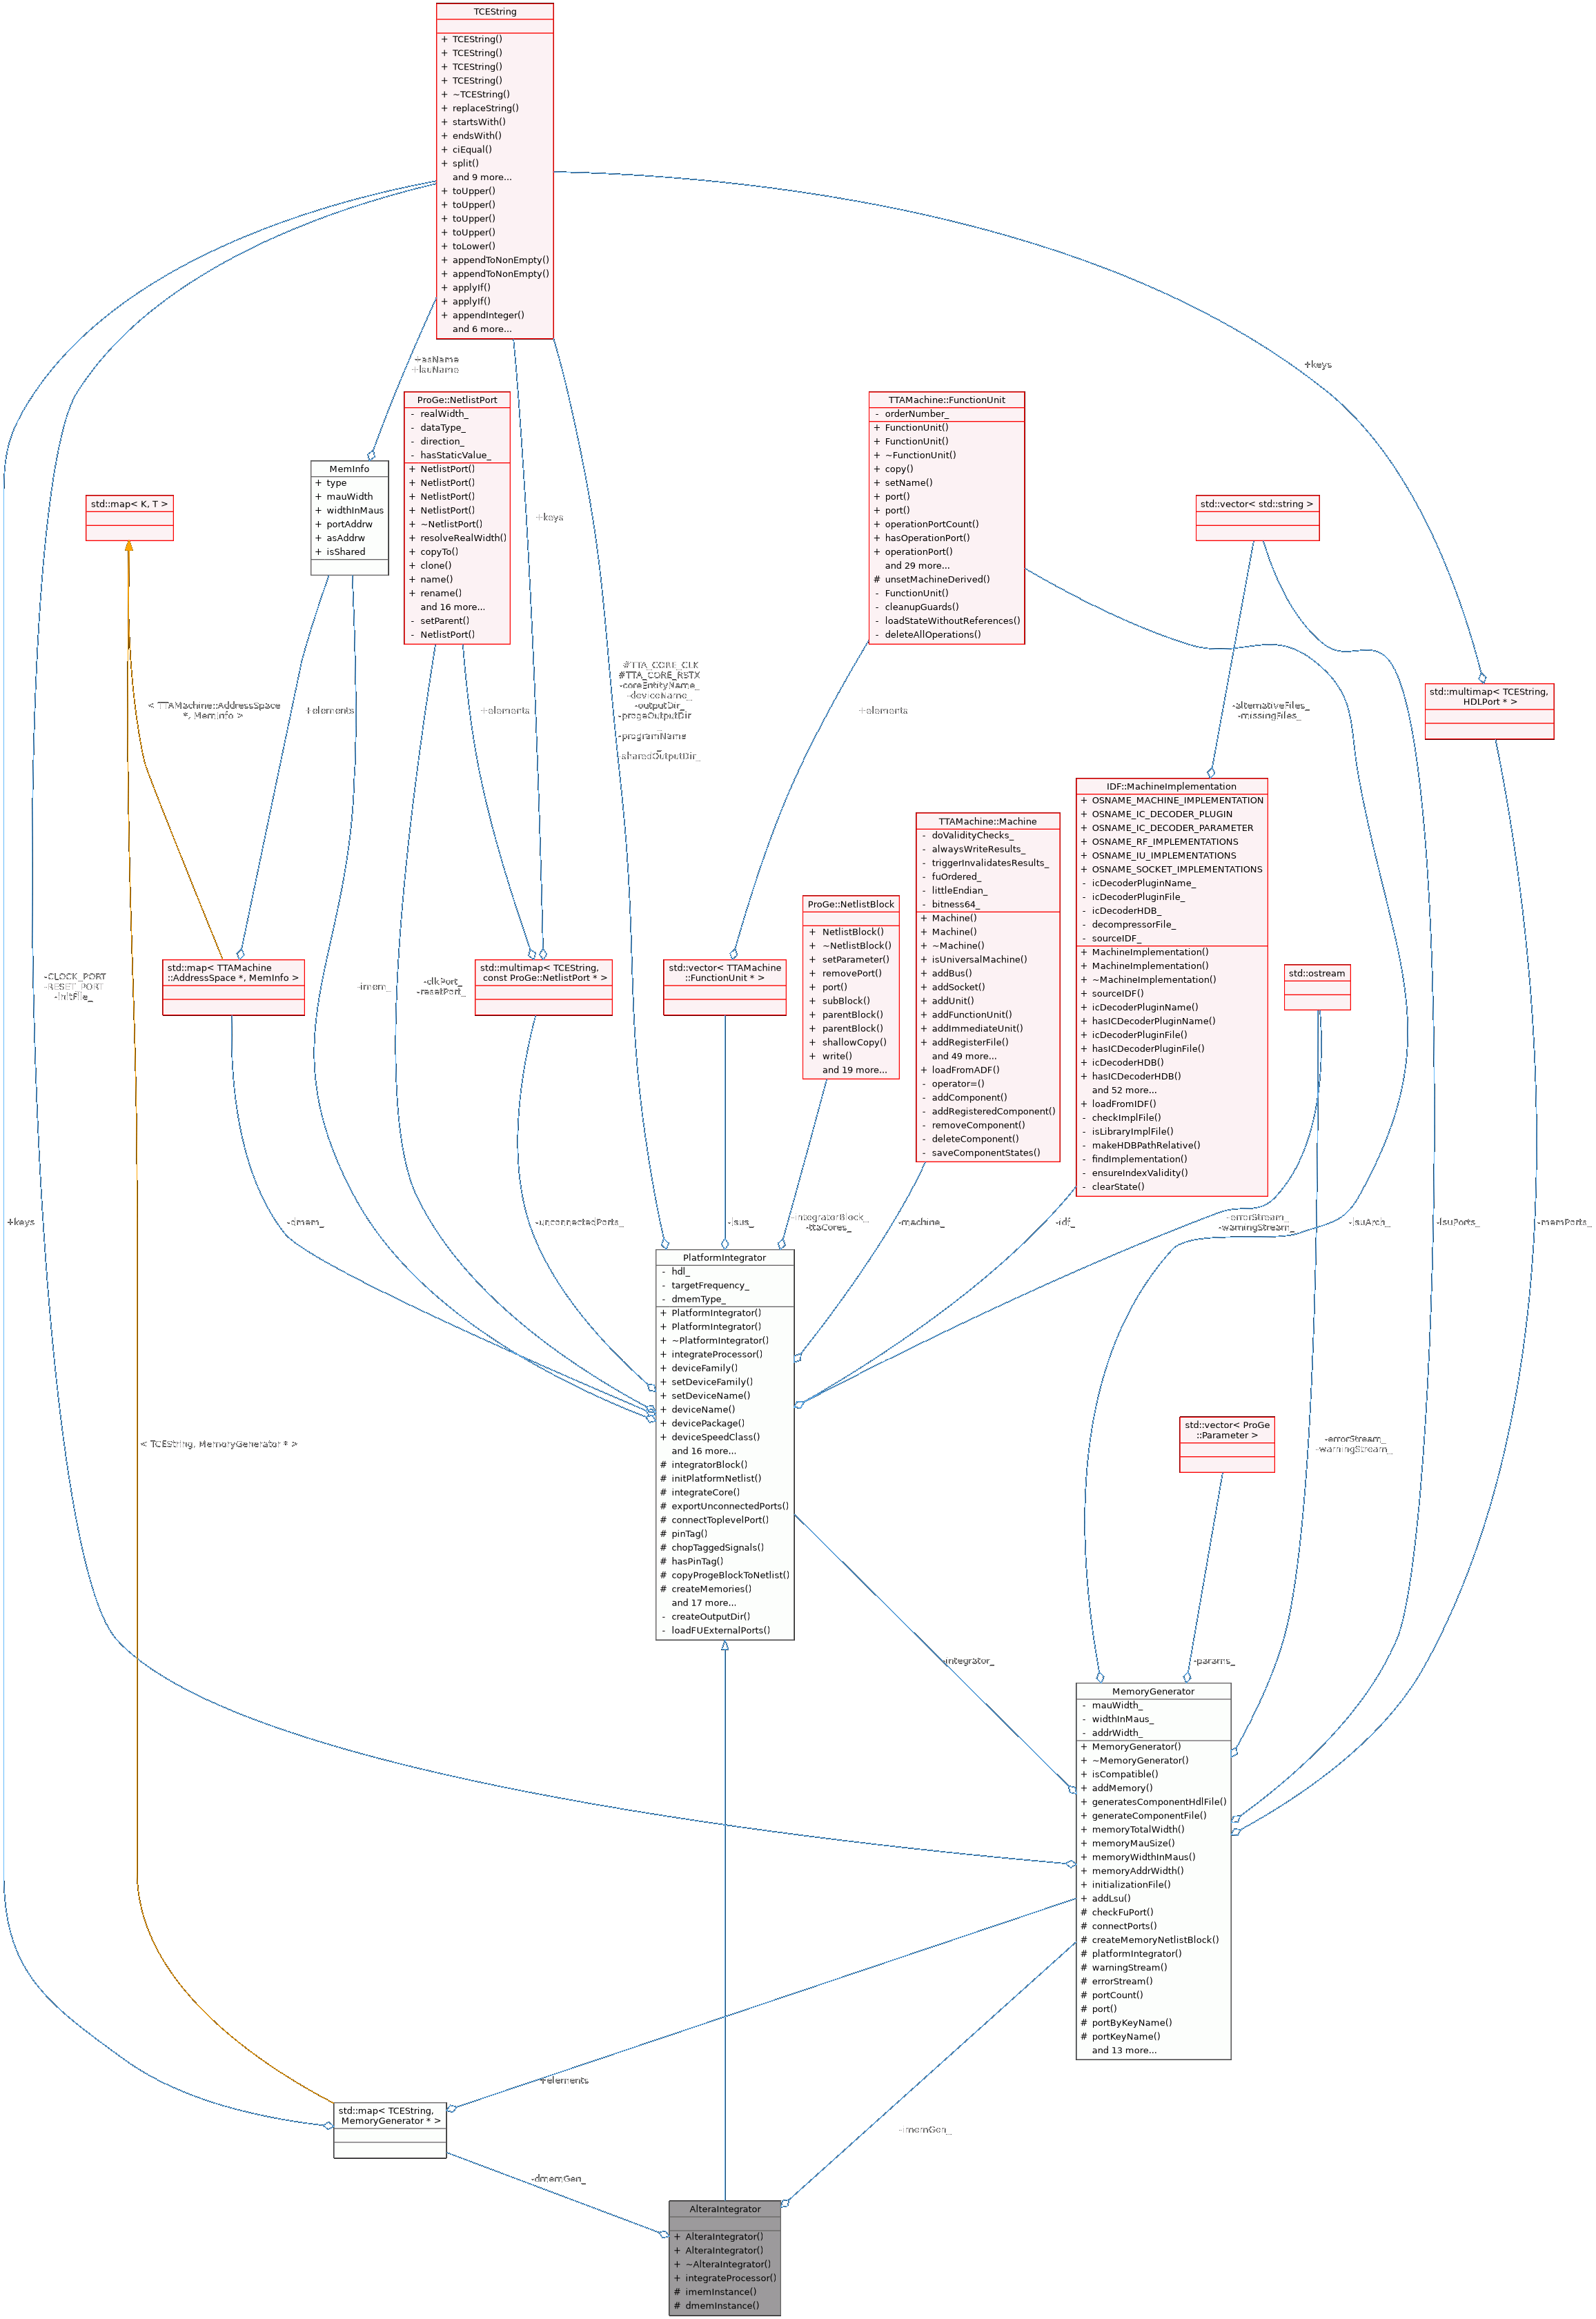 TCEString
+ TCEString()
+ TCEString()
+ TCEString()
+ TCEString()
+ ~TCEString()
+ replaceString()
+ startsWith()
+ endsWith()
+ ciEqual()
+ split()
and 9 more...
+ toUpper()
+ toUpper()
+ toUpper()
+ toUpper()
+ toLower()
+ appendToNonEmpty()
+ appendToNonEmpty()
+ applyIf()
+ applyIf()
+ appendInteger()
and 6 more...
+asName
+lsuName
+keys
ProGe::NetlistPort
- realWidth_
- dataType_
- direction_
- hasStaticValue_
+ NetlistPort()
+ NetlistPort()
+ NetlistPort()
+ NetlistPort()
+ ~NetlistPort()
+ resolveRealWidth()
+ copyTo()
+ clone()
+ name()
+ rename()
and 16 more...
- setParent()
- NetlistPort()
TTAMachine::FunctionUnit
- orderNumber_
+ FunctionUnit()
+ FunctionUnit()
+ ~FunctionUnit()
+ copy()
+ setName()
+ port()
+ port()
+ operationPortCount()
+ hasOperationPort()
+ operationPort()
and 29 more...
# unsetMachineDerived()
- FunctionUnit()
- cleanupGuards()
- loadStateWithoutReferences()
- deleteAllOperations()
MemInfo
+ type
+ mauWidth
+ widthInMaus
+ portAddrw
+ asAddrw
+ isShared
std::map< K, T >
std::vector< std::string >
+keys
#TTA_CORE_CLK
#TTA_CORE_RSTX
-coreEntityName_
-deviceName_
-outputDir_
-progeOutputDir
_
-programName
_
-sharedOutputDir_
std::multimap< TCEString,
HDLPort * >
< TTAMachine::AddressSpace
*, MemInfo >
+elements
+elements
+elements
-alternativeFiles_
-missingFiles_
IDF::MachineImplementation
+ OSNAME_MACHINE_IMPLEMENTATION
+ OSNAME_IC_DECODER_PLUGIN
+ OSNAME_IC_DECODER_PARAMETER
+ OSNAME_RF_IMPLEMENTATIONS
+ OSNAME_IU_IMPLEMENTATIONS
+ OSNAME_SOCKET_IMPLEMENTATIONS
- icDecoderPluginName_
- icDecoderPluginFile_
- icDecoderHDB_
- decompressorFile_
- sourceIDF_
+ MachineImplementation()
+ MachineImplementation()
+ ~MachineImplementation()
+ sourceIDF()
+ icDecoderPluginName()
+ hasICDecoderPluginName()
+ icDecoderPluginFile()
+ hasICDecoderPluginFile()
+ icDecoderHDB()
+ hasICDecoderHDB()
and 52 more...
+ loadFromIDF()
- checkImplFile()
- isLibraryImplFile()
- makeHDBPathRelative()
- findImplementation()
- ensureIndexValidity()
- clearState()
TTAMachine::Machine
- doValidityChecks_
- alwaysWriteResults_
- triggerInvalidatesResults_
- fuOrdered_
- littleEndian_
- bitness64_
+ Machine()
+ Machine()
+ ~Machine()
+ isUniversalMachine()
+ addBus()
+ addSocket()
+ addUnit()
+ addFunctionUnit()
+ addImmediateUnit()
+ addRegisterFile()
and 49 more...
+ loadFromADF()
- operator=()
- addComponent()
- addRegisteredComponent()
- removeComponent()
- deleteComponent()
- saveComponentStates()
ProGe::NetlistBlock
+ NetlistBlock()
+ ~NetlistBlock()
+ setParameter()
+ removePort()
+ port()
+ subBlock()
+ parentBlock()
+ parentBlock()
+ shallowCopy()
+ write()
and 19 more...
std::map< TTAMachine
::AddressSpace *, MemInfo >
std::multimap< TCEString,
const ProGe::NetlistPort * >
std::vector< TTAMachine
::FunctionUnit * >
std::ostream
-CLOCK_PORT
-RESET_PORT
-initFile_
-imem_
-clkPort_
-resetPort_
+keys
-dmem_
-unconnectedPorts_
-lsus_
-integratorBlock_
-ttaCores_
-machine_
-idf_
-errorStream_
-warningStream_
-lsuArch_
-lsuPorts_
-memPorts_
PlatformIntegrator
- hdl_
- targetFrequency_
- dmemType_
+ PlatformIntegrator()
+ PlatformIntegrator()
+ ~PlatformIntegrator()
+ integrateProcessor()
+ deviceFamily()
+ setDeviceFamily()
+ setDeviceName()
+ deviceName()
+ devicePackage()
+ deviceSpeedClass()
and 16 more...
# integratorBlock()
# initPlatformNetlist()
# integrateCore()
# exportUnconnectedPorts()
# connectToplevelPort()
# pinTag()
# chopTaggedSignals()
# hasPinTag()
# copyProgeBlockToNetlist()
# createMemories()
and 17 more...
- createOutputDir()
- loadFUExternalPorts()
std::vector< ProGe
::Parameter >
< TCEString, MemoryGenerator * >
-errorStream_
-warningStream_
-integrator_
-params_
MemoryGenerator
- mauWidth_
- widthInMaus_
- addrWidth_
+ MemoryGenerator()
+ ~MemoryGenerator()
+ isCompatible()
+ addMemory()
+ generatesComponentHdlFile()
+ generateComponentFile()
+ memoryTotalWidth()
+ memoryMauSize()
+ memoryWidthInMaus()
+ memoryAddrWidth()
+ initializationFile()
+ addLsu()
# checkFuPort()
# connectPorts()
# createMemoryNetlistBlock()
# platformIntegrator()
# warningStream()
# errorStream()
# portCount()
# port()
# portByKeyName()
# portKeyName()
and 13 more...
+elements
std::map< TCEString,
MemoryGenerator * >
-imemGen_
-dmemGen_
AlteraIntegrator
+ AlteraIntegrator()
+ AlteraIntegrator()
+ ~AlteraIntegrator()
+ integrateProcessor()
# imemInstance()
# dmemInstance()